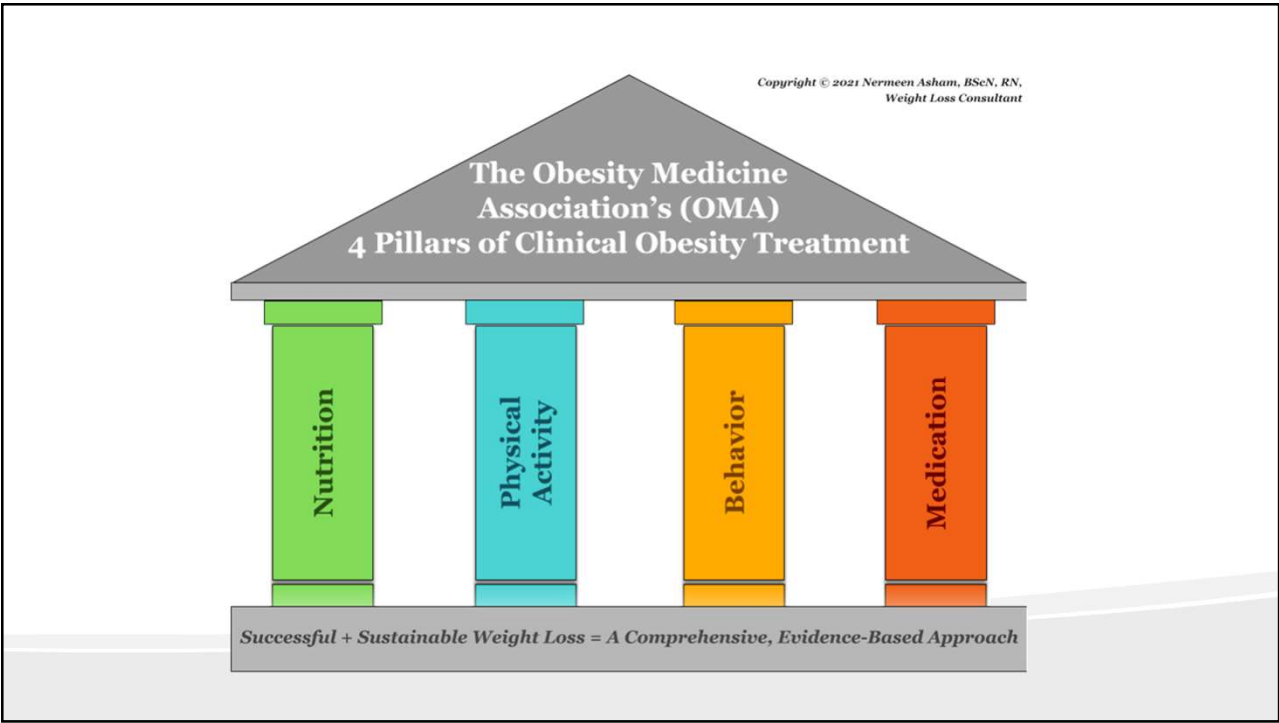 Copyright © 2021 Nermeen Asham, BScN, RN,
Weight Loss Consultant
The Obesity Medicine
Association’s (OMA)
4 Pillars of Clinical Obesity Treatment
Nutrition
Physical
Activity
Behavior
Medication
Successful + Sustainable Weight Loss = A Comprehensive, Evidence-Based Approach